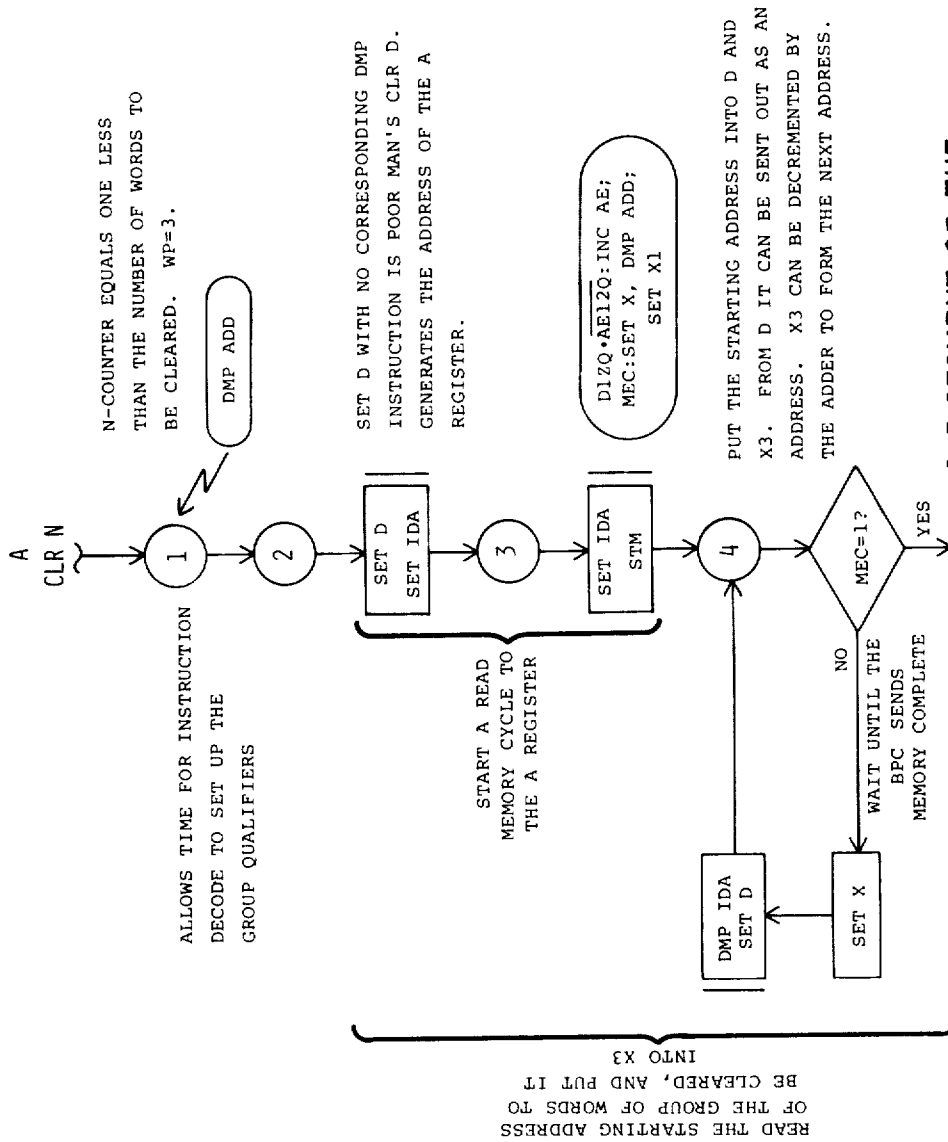 A
CLR N
N-COUNTER EQUALS ONE LESS
THAN THE NUMBER OF WORDS TO
BE CLEARED. WP=3.
DMP ADD
1
ALLOWS TIME FOR INSTRUCTION
DECODE TO SET UP THE
GROUP QUALIFIERS
2
SET D
SET IDA
SET D WITH NO CORRESPONDING DMP
INSTRUCTION IS POOR MAN'S CLR D.
GENERATES THE ADDRESS OF THE A
REGISTER.
START A READ
MEMORY CYCLE TO
THE A REGISTER
3
SET IDA
STM
D1ZQ•AE12Q:INC AE;
MEC:SET X, DMP ADD;
SET X1
4
PUT THE STARTING ADDRESS INTO D AND
X3. FROM D IT CAN BE SENT OUT AS AN
ADDRESS. X3 CAN BE DECREMENTED BY
THE ADDER TO FORM THE NEXT ADDRESS.
MEC=1?
NO
YES
WAIT UNTIL THE
BPC SENDS
MEMORY COMPLETE
SET X
DMP IDA
SET D
READ THE STARTING ADDRESS
OF THE GROUP OF WORDS TO
BE CLEARED, AND PUT IT
INTO X3